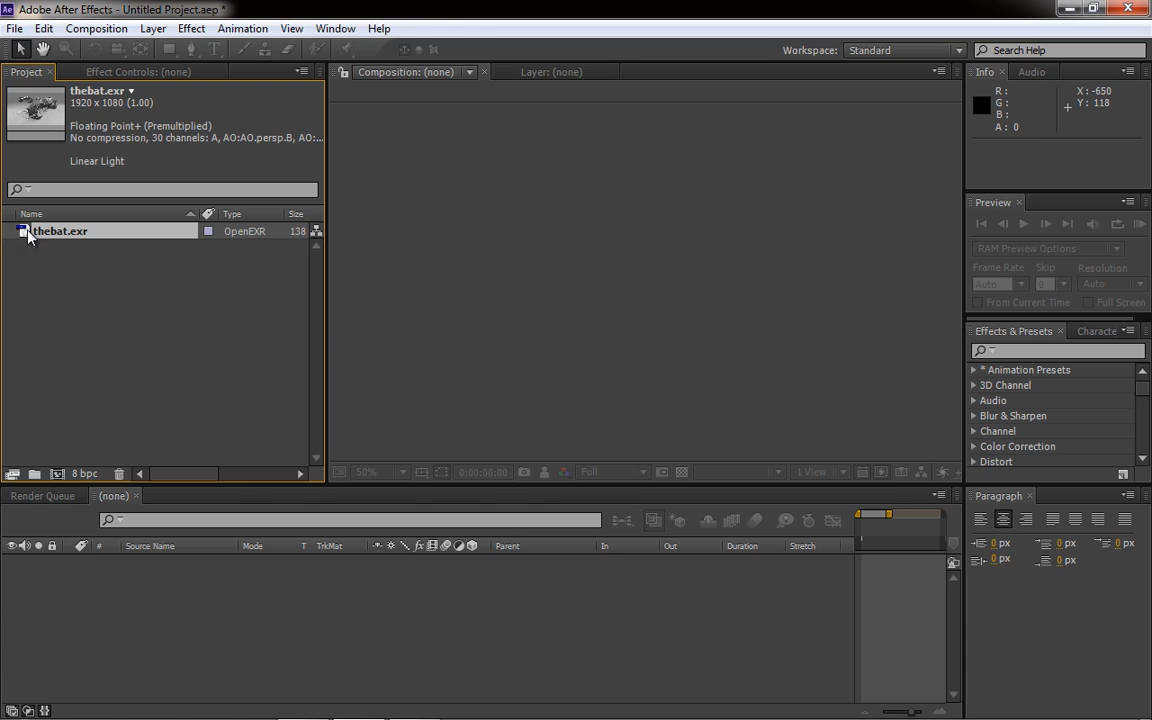 Ae Adobe After Effects - Untitled Project.aep *
File Edit Composition Layer Effect Animation View Window Help
Workspace: Standard Search Help
Project Effect Controls: (none) Composition: (none) Layer: (none) Info Audio
thebat.exr
1920 x 1080 (1.00)
Floating Point+ (Premultiplied)
No compression, 30 channels: A, AO:AO.persp.B, AO:...
Linear Light
R :
G :
B :
A : 0
X : -650
Y : 118
Name Type Size
thebat.exr OpenEXR 138
Preview
RAM Preview Options
Frame Rate Skip Resolution
Auto 0 Auto
From Current Time Full Screen
Effects & Presets Characte
* Animation Presets
3D Channel
Audio
Blur & Sharpen
Channel
Color Correction
Distort
8 bpc
50% 0:00:00:00 Full 1 View
Render Queue (none)
# Source Name Mode T TrkMat fx Parent In Out Duration Stretch
Paragraph
0 px 0 px 0 px
0 px 0 px